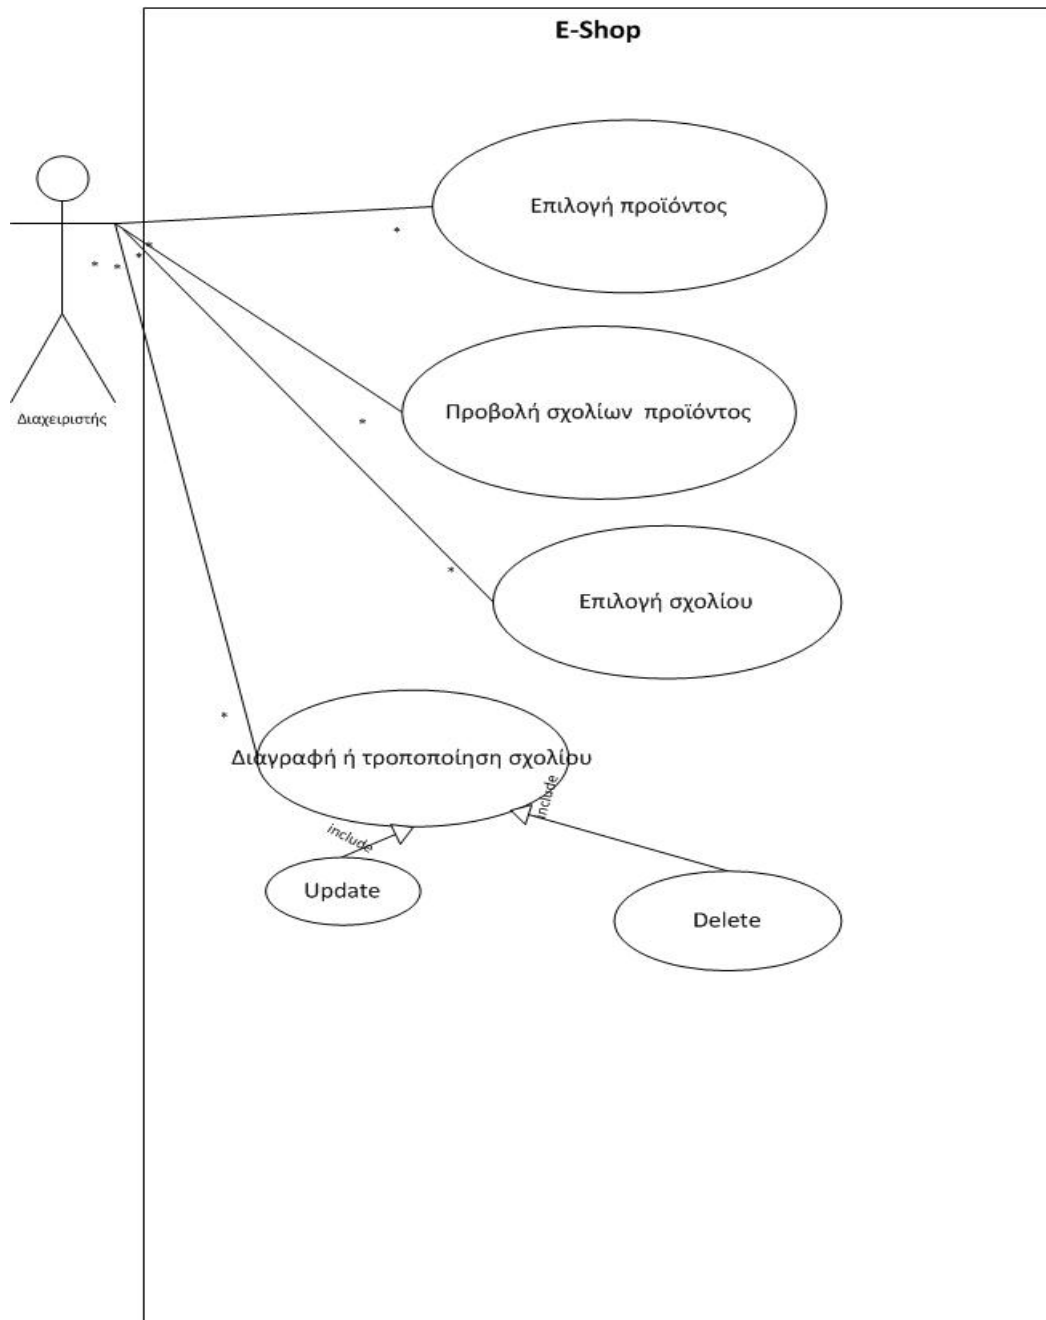 E-Shop
Επιλογή προϊόντος
*
* * * *
Διαχειριστής
Προβολή σχολίων προϊόντος
*
Επιλογή σχολίου
*
*
Διαγραφή ή τροποποίηση σχολίου
include
include
Update
Delete